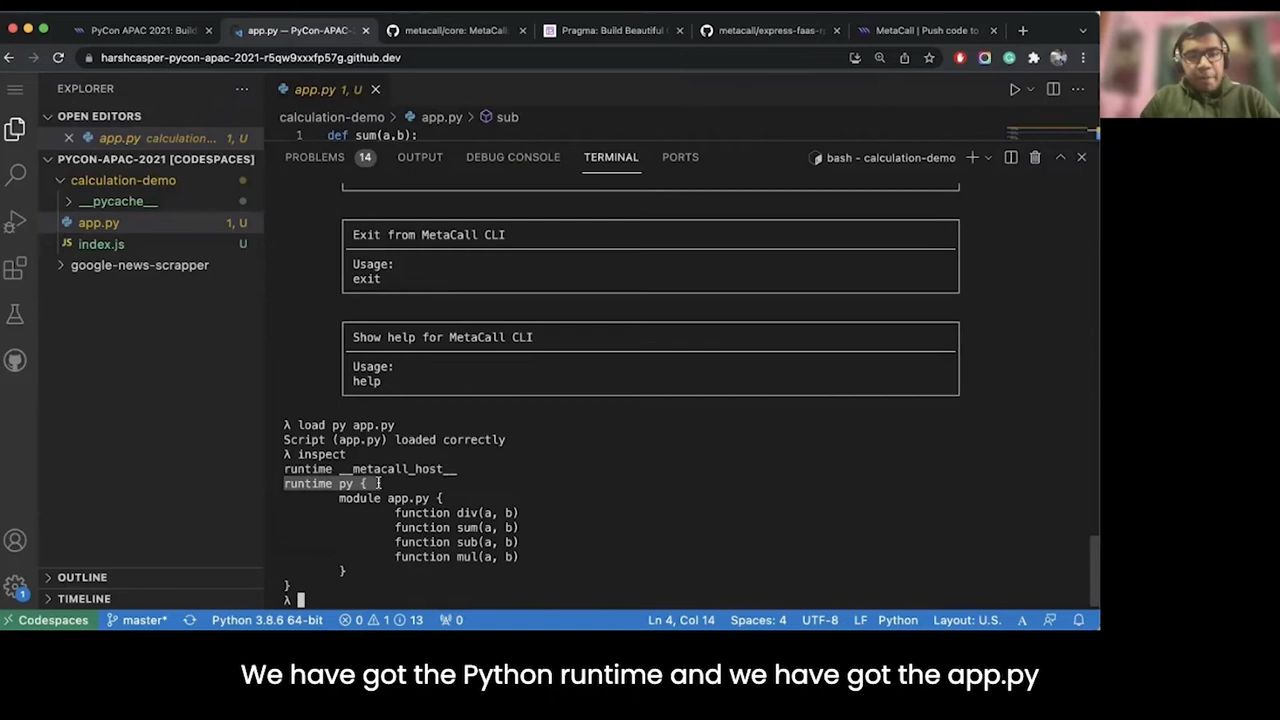 PyCon APAC 2021: Buil
app.py — PyCon-APAC-
metacall/core: MetaCal
Pragma: Build Beautiful
metacall/express-faas-r
MetaCall | Push code to
harshcasper-pycon-apac-2021-r5qw9xxxfp57g.github.dev
EXPLORER
OPEN EDITORS
app.py calculation... 1, U
PYCON-APAC-2021 [CODESPACES]
calculation-demo
__pycache__
app.py 1, U
JS index.js U
google-news-scrapper
OUTLINE
TIMELINE
app.py 1, U
calculation-demo > app.py > sub
1 def sum(a,b):
PROBLEMS 14 OUTPUT DEBUG CONSOLE TERMINAL PORTS bash - calculation-demo
Exit from MetaCall CLI
Usage:
exit
Show help for MetaCall CLI
Usage:
help
λ load py app.py
Script (app.py) loaded correctly
λ inspect
runtime __metacall_host__
runtime py {
module app.py {
function div(a, b)
function sum(a, b)
function sub(a, b)
function mul(a, b)
}
}
λ
1
Codespaces master* Python 3.8.6 64-bit 0 1 13 0 Ln 4, Col 14 Spaces: 4 UTF-8 LF Python Layout: U.S.
We have got the Python runtime and we have got the app.py